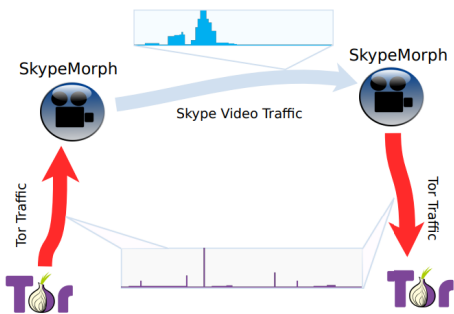 SkypeMorph
SkypeMorph
Skype Video Traffic
Tor Traffic
Tor Traffic
Tor
Tor